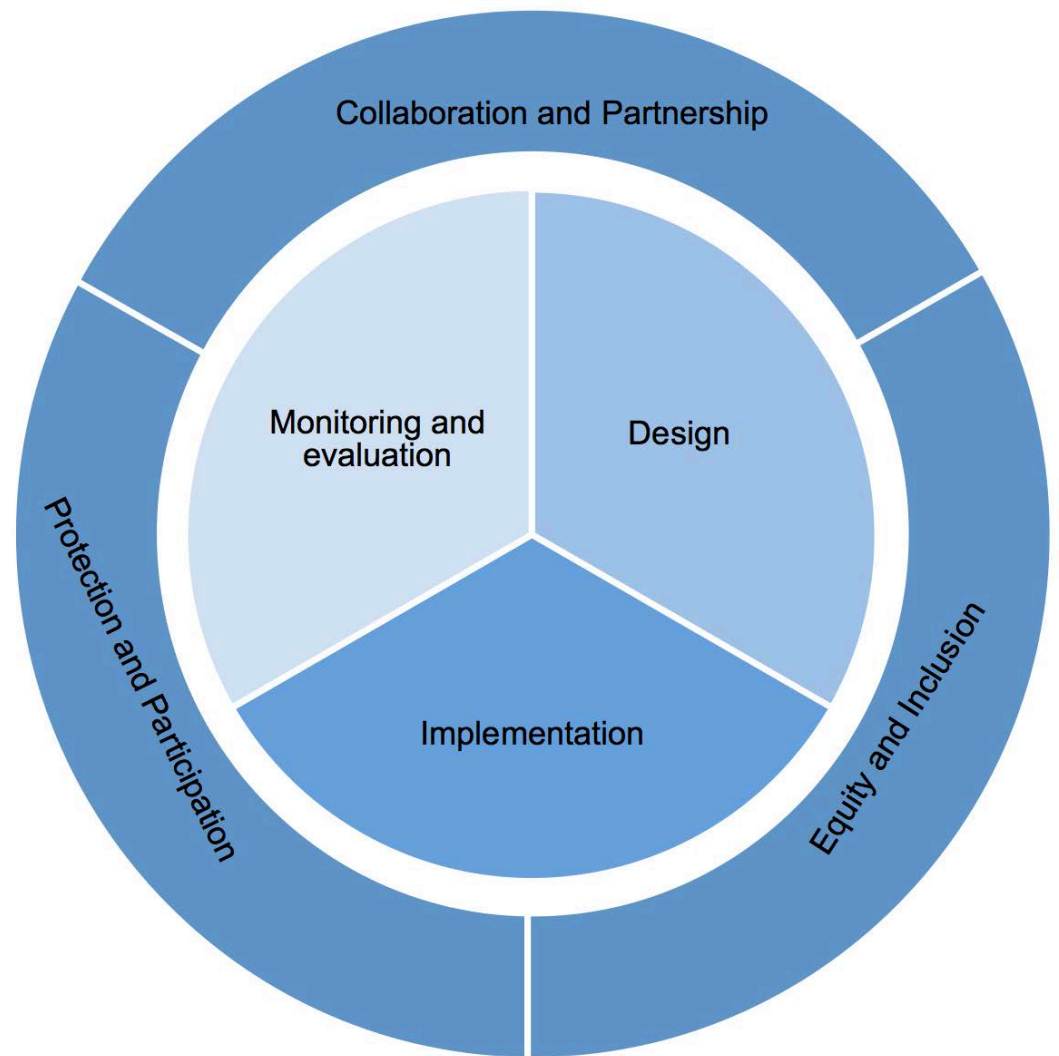 Collaboration and Partnership
Monitoring and
evaluation
Design
Implementation
Protection and Participation
Equity and Inclusion